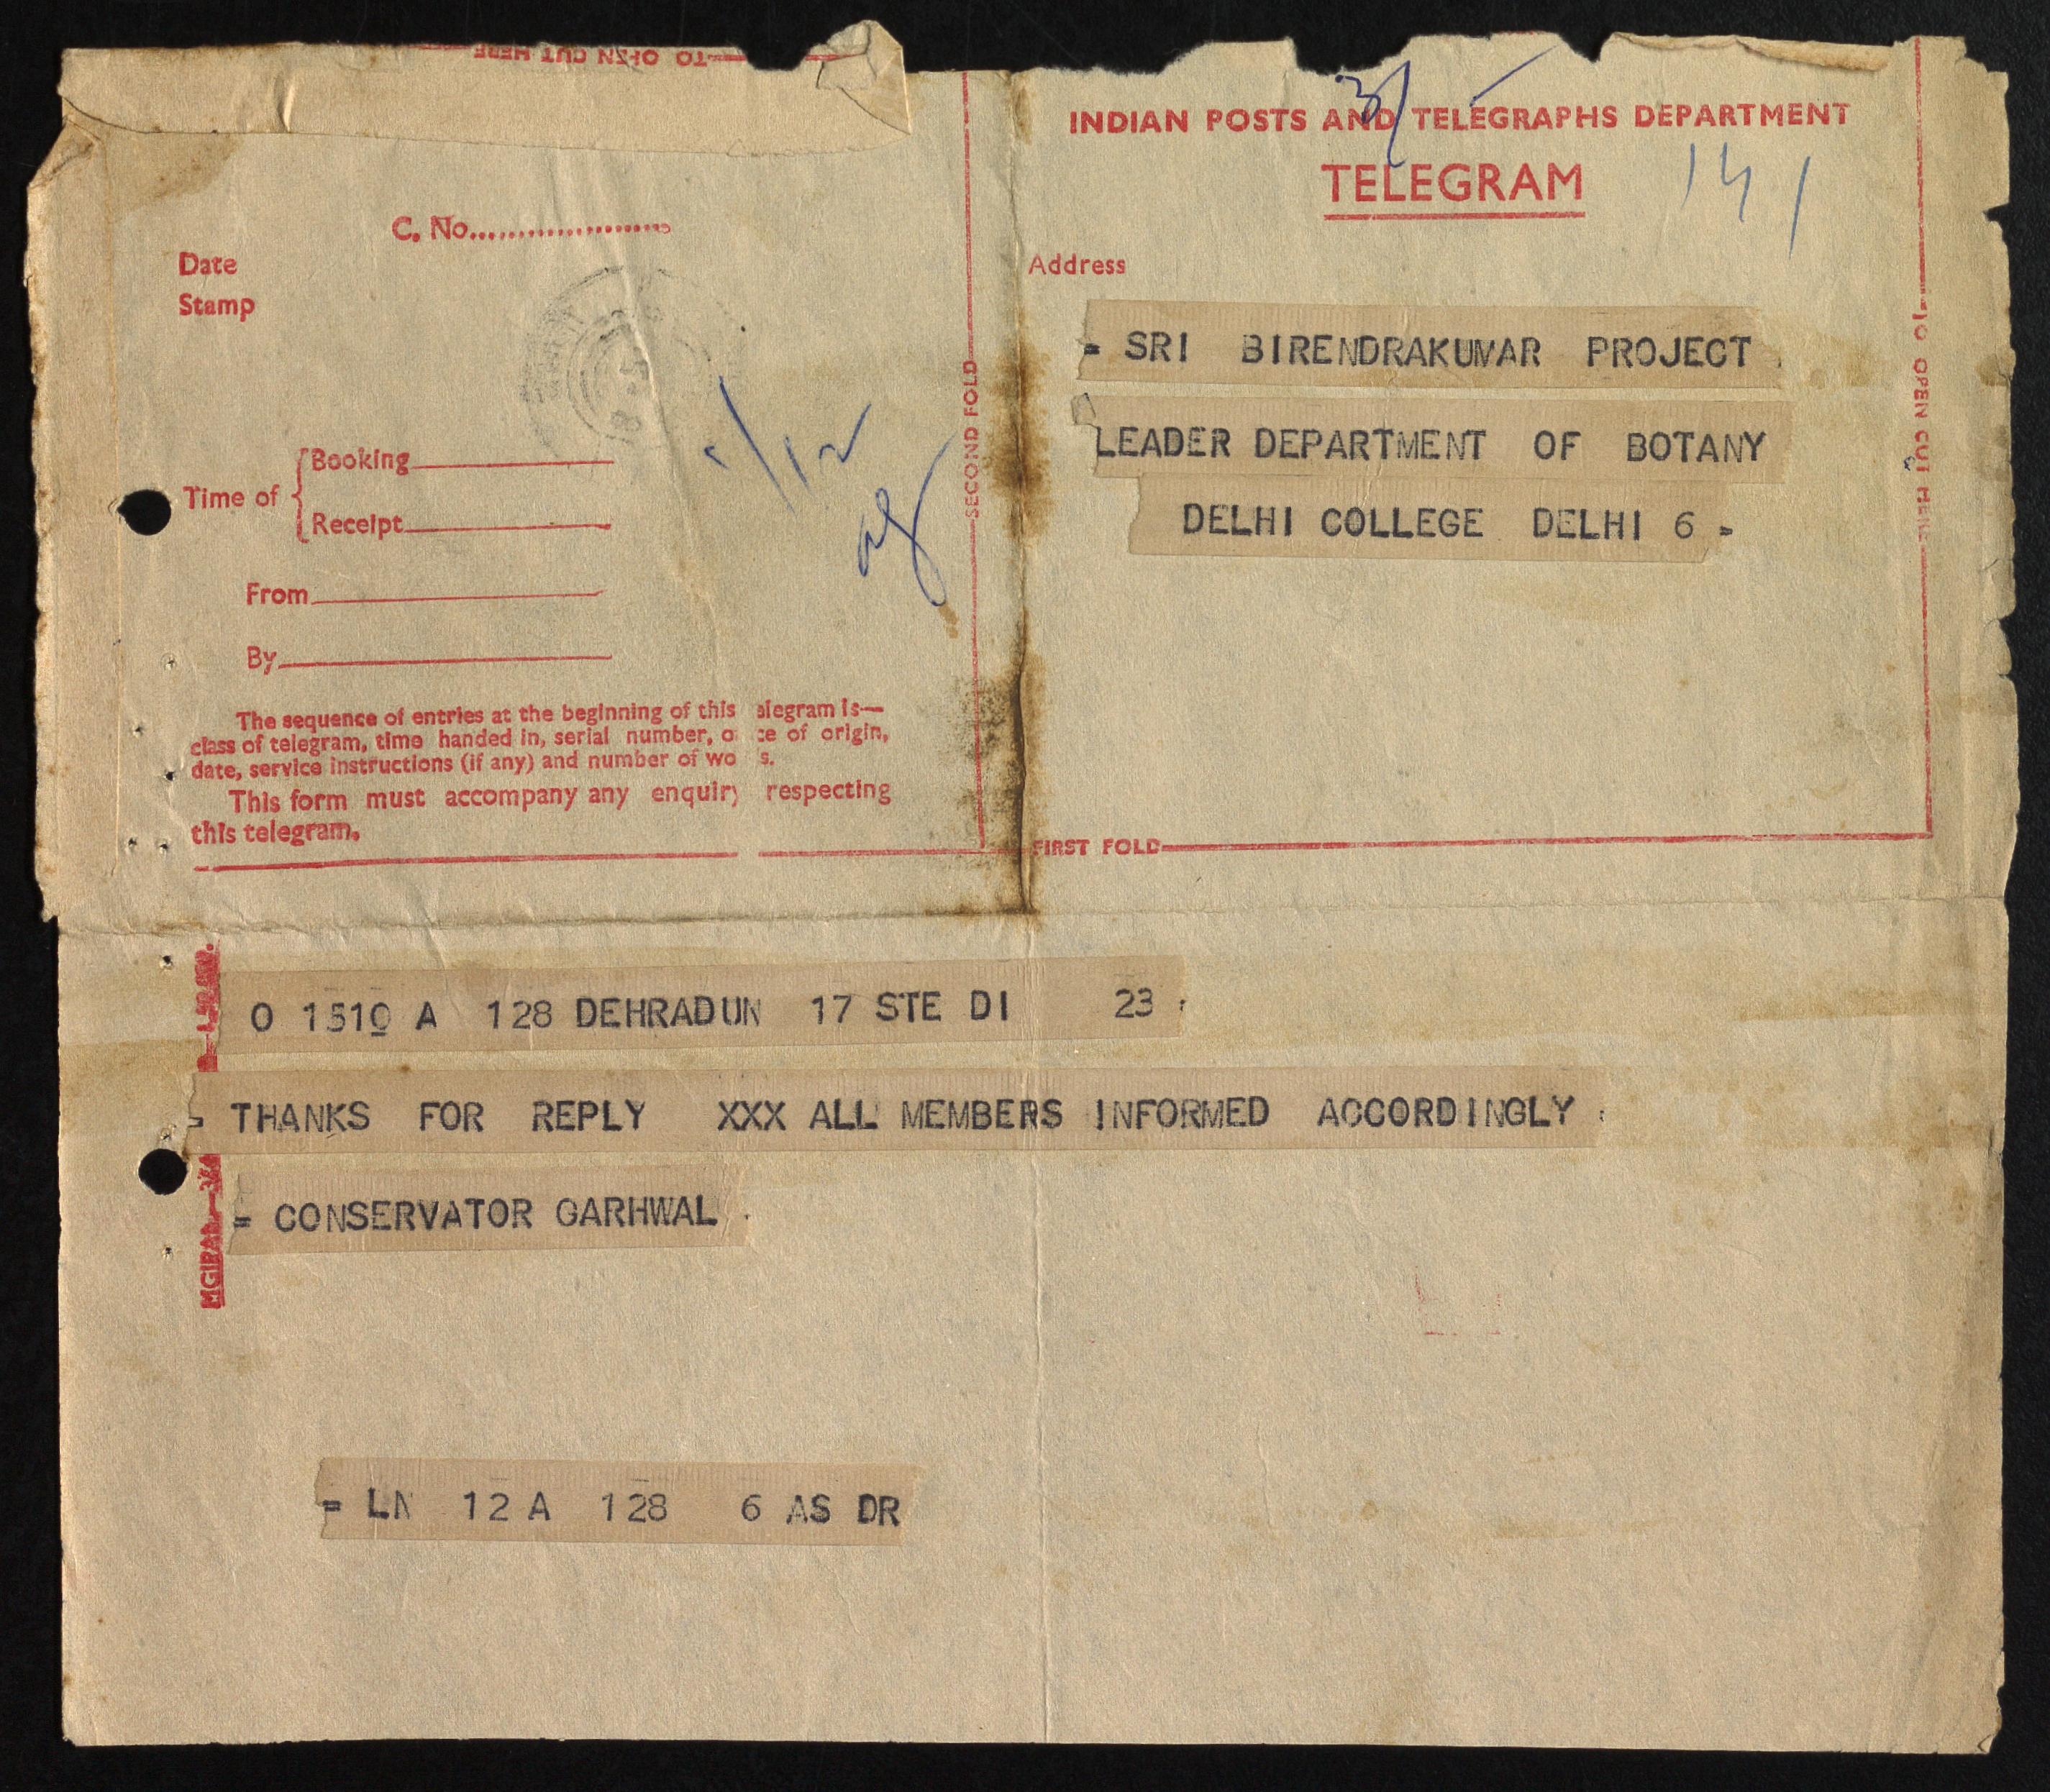 TO OPEN CUT HERE
INDIAN POSTS AND TELEGRAPHS DEPARTMENT
TELEGRAM
141
C. No.....................
Date
Stamp
Time of
Booking
Receipt
From
By
1/12
The sequence of entries at the beginning of this elegram is—
class of telegram, time handed in, serial number, o ce of origin,
date, service instructions (if any) and number of wo s.
This form must accompany any enquiry respecting
this telegram.
SECOND FOLD
Address
= SRI BIRENDRAKUMAR PROJECT
LEADER DEPARTMENT OF BOTANY
DELHI COLLEGE DELHI 6 =
TO OPEN CUT HERE
FIRST FOLD
O 1510 A 128 DEHRADUN 17 STE DI 23
= THANKS FOR REPLY XXX ALL MEMBERS INFORMED ACCORDINGLY
= CONSERVATOR GARHWAL
= LN 12 A 128 6 AS DR